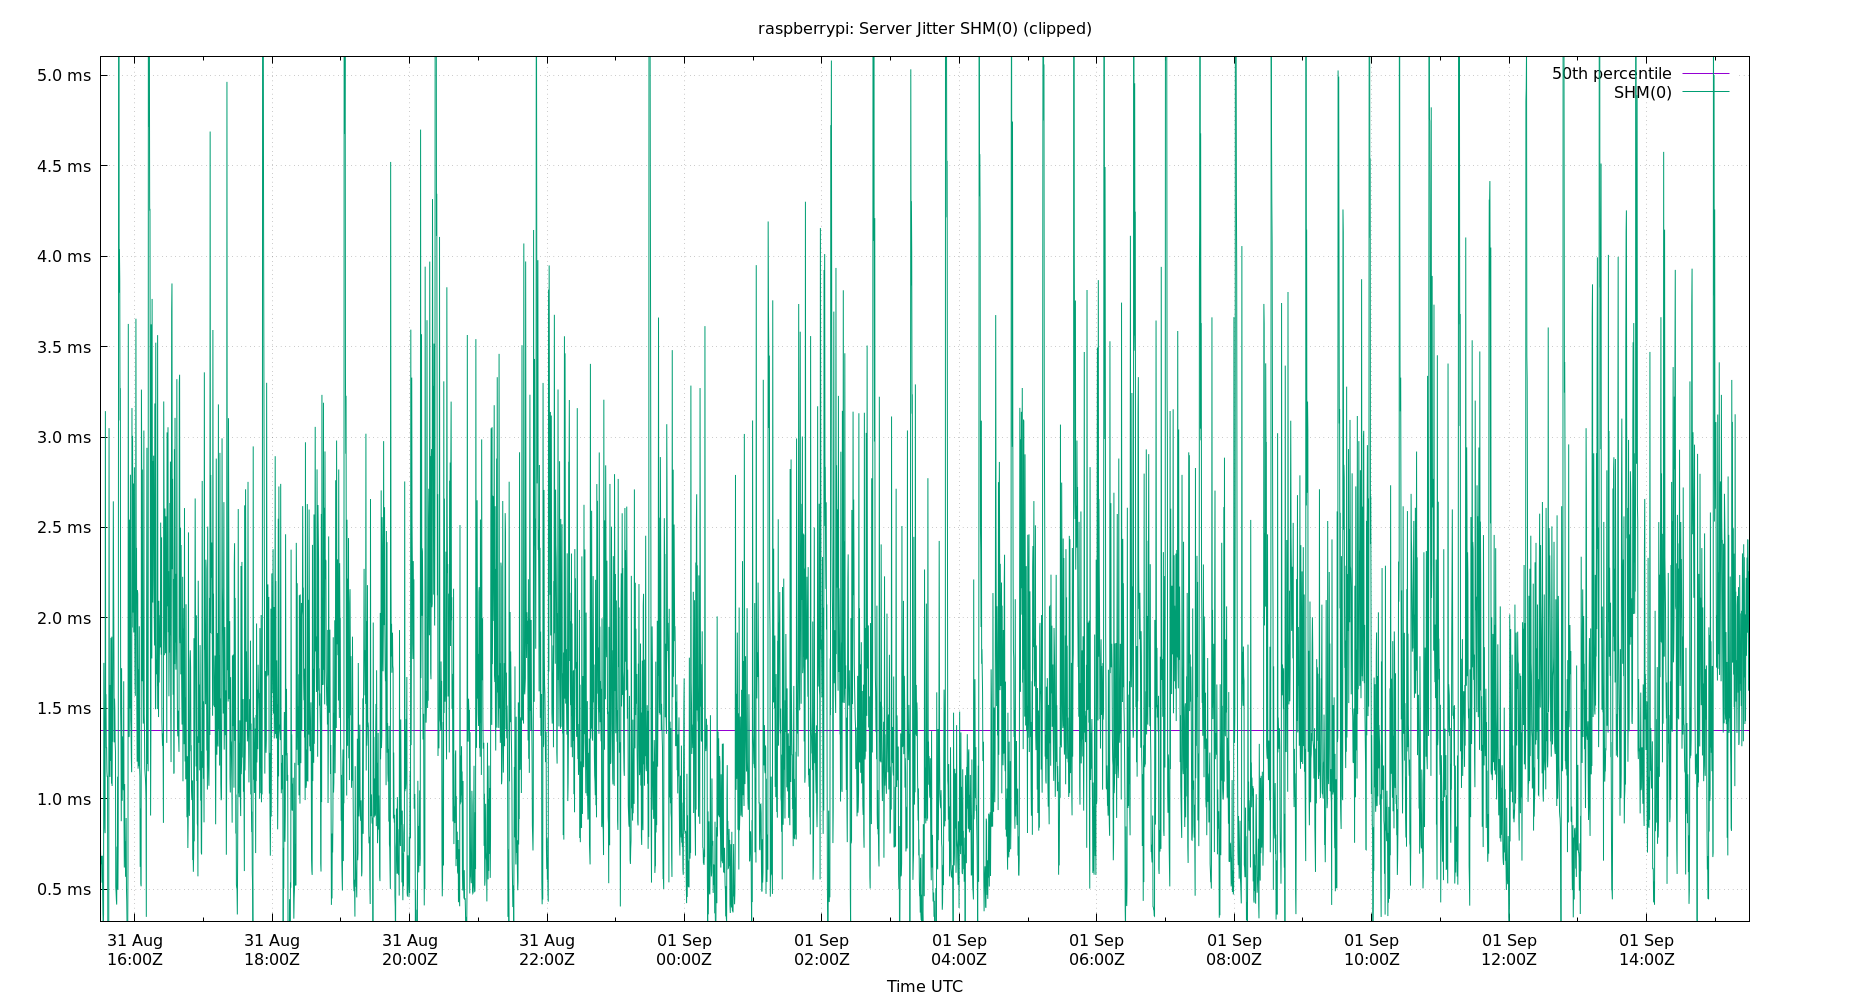 raspberrypi: Server Jitter SHM(0) (clipped)
50th percentile
SHM(0)
5.0 ms
4.5 ms
4.0 ms
3.5 ms
3.0 ms
2.5 ms
2.0 ms
1.5 ms
1.0 ms
0.5 ms
31 Aug 31 Aug 31 Aug 31 Aug 01 Sep 01 Sep 01 Sep 01 Sep 01 Sep 01 Sep 01 Sep 01 Sep
16:00Z 18:00Z 20:00Z 22:00Z 00:00Z 02:00Z 04:00Z 06:00Z 08:00Z 10:00Z 12:00Z 14:00Z
Time UTC